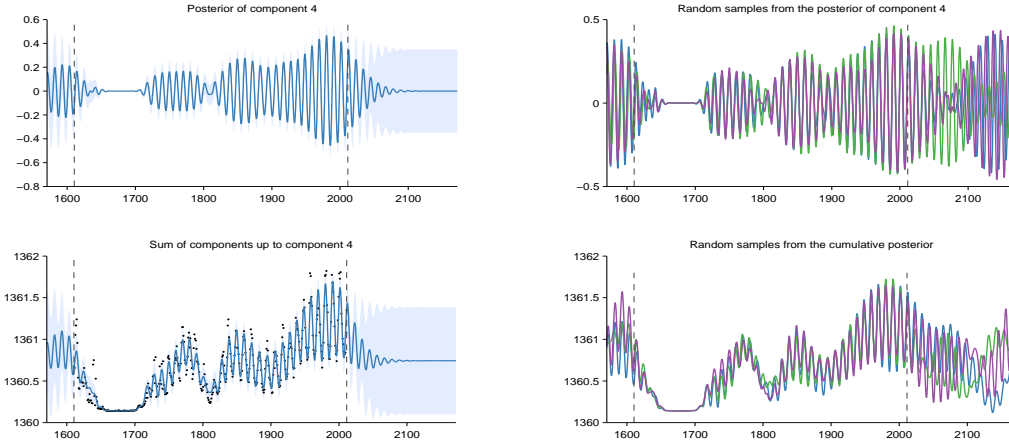 Posterior of component 4
0.6
0.4
0.2
0
−0.2
−0.4
−0.6
−0.8
1600 1700 1800 1900 2000 2100
Random samples from the posterior of component 4
0.5
0
−0.5
1600 1700 1800 1900 2000 2100
Sum of components up to component 4
1362
1361.5
1361
1360.5
1360
1600 1700 1800 1900 2000 2100
Random samples from the cumulative posterior
1362
1361.5
1361
1360.5
1360
1600 1700 1800 1900 2000 2100